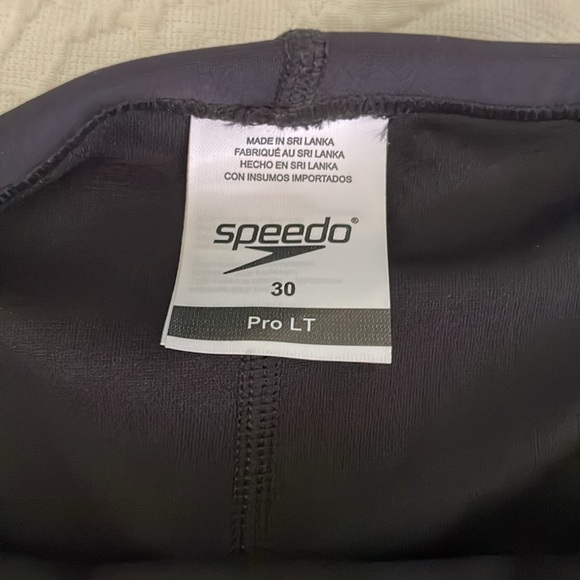 MADE IN SRI LANKA
FABRIQUÉ AU SRI LANKA
HECHO EN SRI LANKA
CON INSUMOS IMPORTADOS
speedo®
30
Pro LT